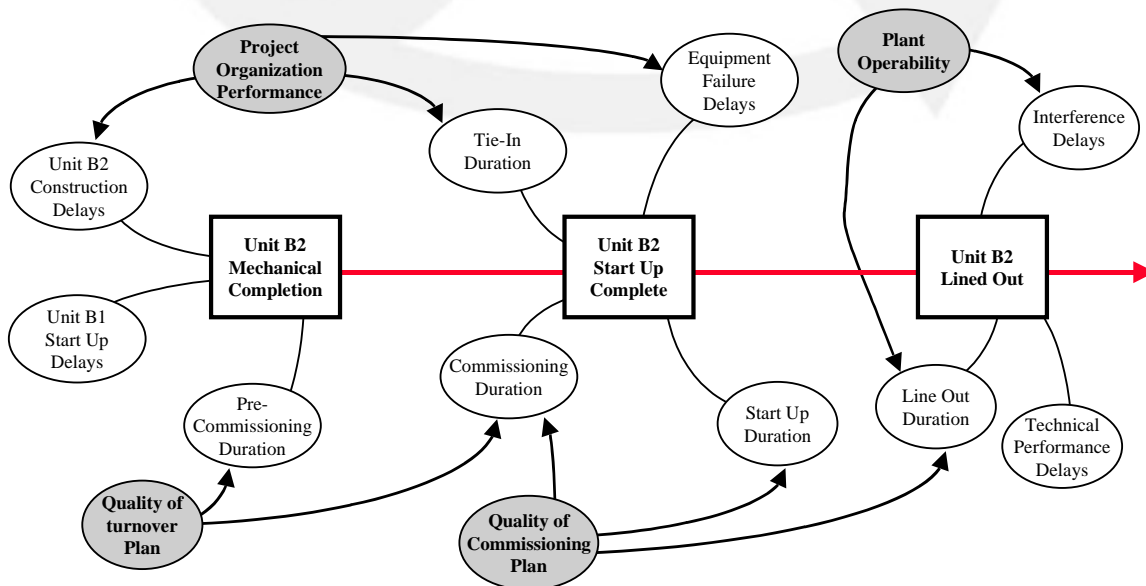 Project
Organization
Performance
Equipment
Failure
Delays
Plant
Operability
Interference
Delays
Tie-In
Duration
Unit B2
Construction
Delays
Unit B2
Mechanical
Completion
Unit B2
Start Up
Complete
Unit B2
Lined Out
Unit B1
Start Up
Delays
Commissioning
Duration
Pre-
Commissioning
Duration
Start Up
Duration
Line Out
Duration
Technical
Performance
Delays
Quality of
turnover
Plan
Quality of
Commissioning
Plan